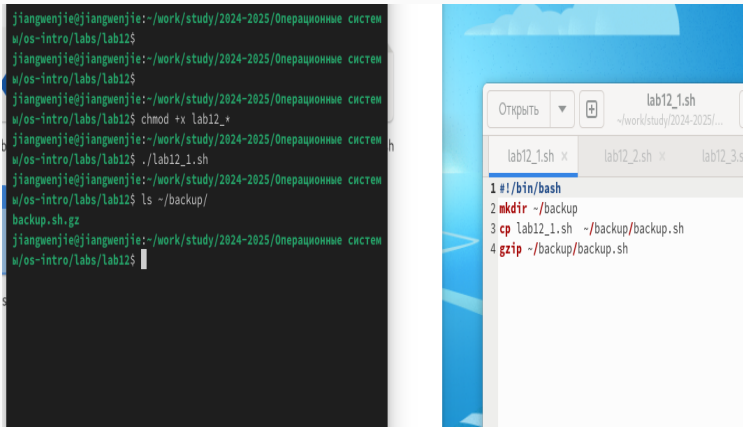 jiangwenjie@jiangwenjie:~/work/study/2024-2025/Операционные систем
ы/os-intro/labs/lab12$
jiangwenjie@jiangwenjie:~/work/study/2024-2025/Операционные систем
ы/os-intro/labs/lab12$
jiangwenjie@jiangwenjie:~/work/study/2024-2025/Операционные систем
ы/os-intro/labs/lab12$ chmod +x lab12_*
jiangwenjie@jiangwenjie:~/work/study/2024-2025/Операционные систем
ы/os-intro/labs/lab12$ ./lab12_1.sh
jiangwenjie@jiangwenjie:~/work/study/2024-2025/Операционные систем
ы/os-intro/labs/lab12$ ls ~/backup/
backup.sh.gz
jiangwenjie@jiangwenjie:~/work/study/2024-2025/Операционные систем
ы/os-intro/labs/lab12$
Открыть
lab12_1.sh
~/work/study/2024-2025/...
lab12_1.sh × lab12_2.sh × lab12_3.s
1 #!/bin/bash
2 mkdir ~/backup
3 cp lab12_1.sh ~/backup/backup.sh
4 gzip ~/backup/backup.sh